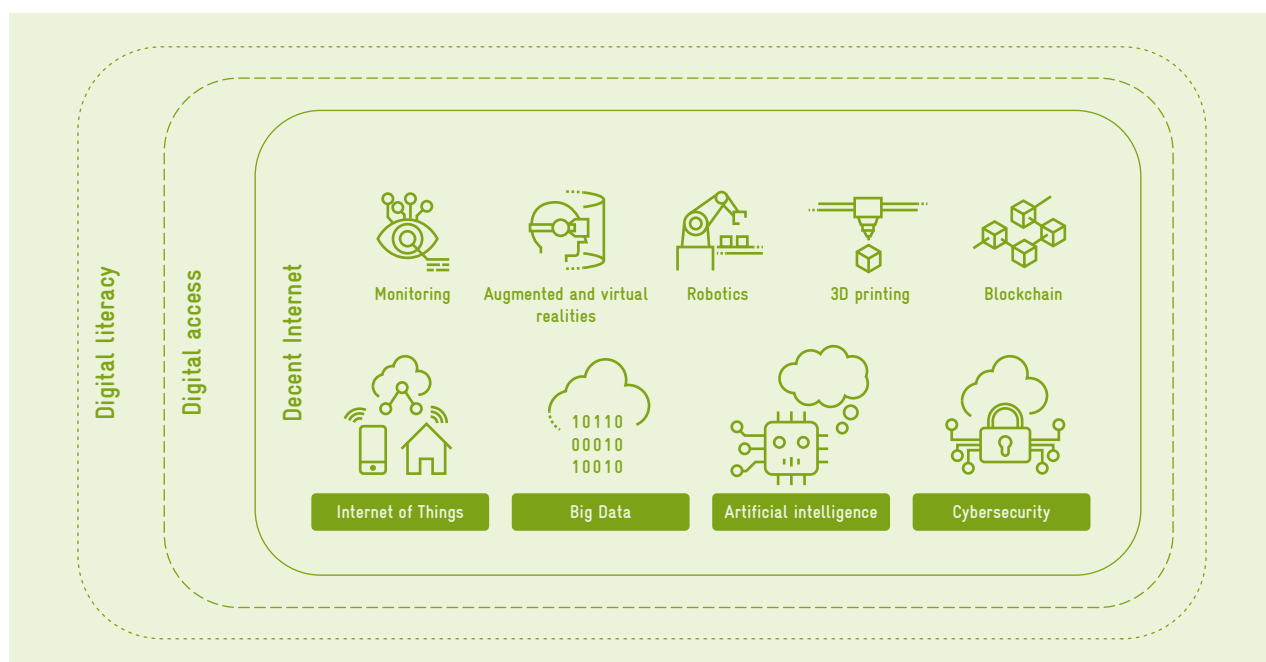 Digital literacy
Digital access
Decent Internet
Monitoring
Augmented and virtual
realities
Robotics
3D printing
Blockchain
10110
00010
10010
Internet of Things
Big Data
Artificial intelligence
Cybersecurity